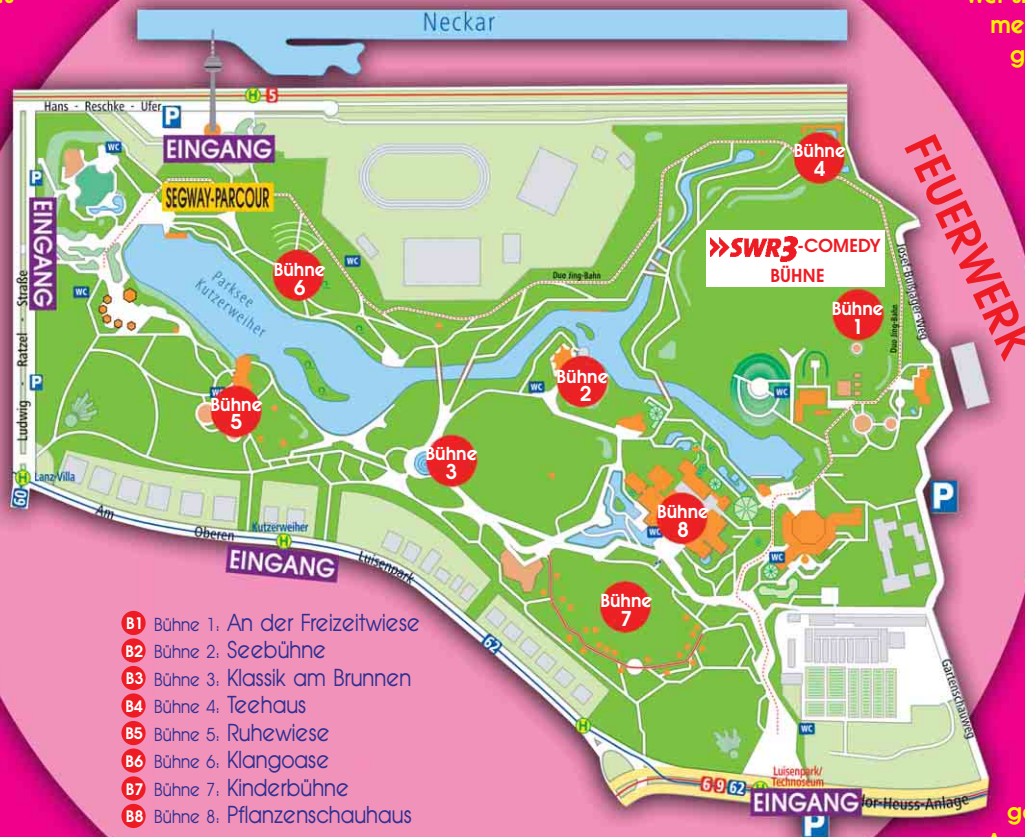 Neckar
Hans - Reschke - Ufer
P
H 5
EINGANG
WC
P
SEGWAY-PARCOUR
EINGANG
Ludwig - Ratzel - Straße
WC
P
Bühne
6
WC
Parksee
Kutzerweiher
Duo Jing-Bahn
Bühne
4
FEUERWERK
»SWR3-COMEDY
BÜHNE
Bühne
1
Duo Jing-Bahn
WC
Bühne
5
WC
WC
Bühne
2
Bühne
3
Bühne
8
WC
WC
P
H
Lanz-Villa
60
Am Oberen Luisenpark
Kutzerweiher
H
EINGANG
Bühne
7
62
H
Gartenschauweg
WC
Luisenpark/
Technoseum
6 9 62 H
EINGANG
or-Heuss-Anlage
P
B1 Bühne 1: An der Freizeitwiese
B2 Bühne 2: Seebühne
B3 Bühne 3: Klassik am Brunnen
B4 Bühne 4: Teehaus
B5 Bühne 5: Ruhewiese
B6 Bühne 6: Klangoase
B7 Bühne 7: Kinderbühne
B8 Bühne 8: Pflanzenschauhaus